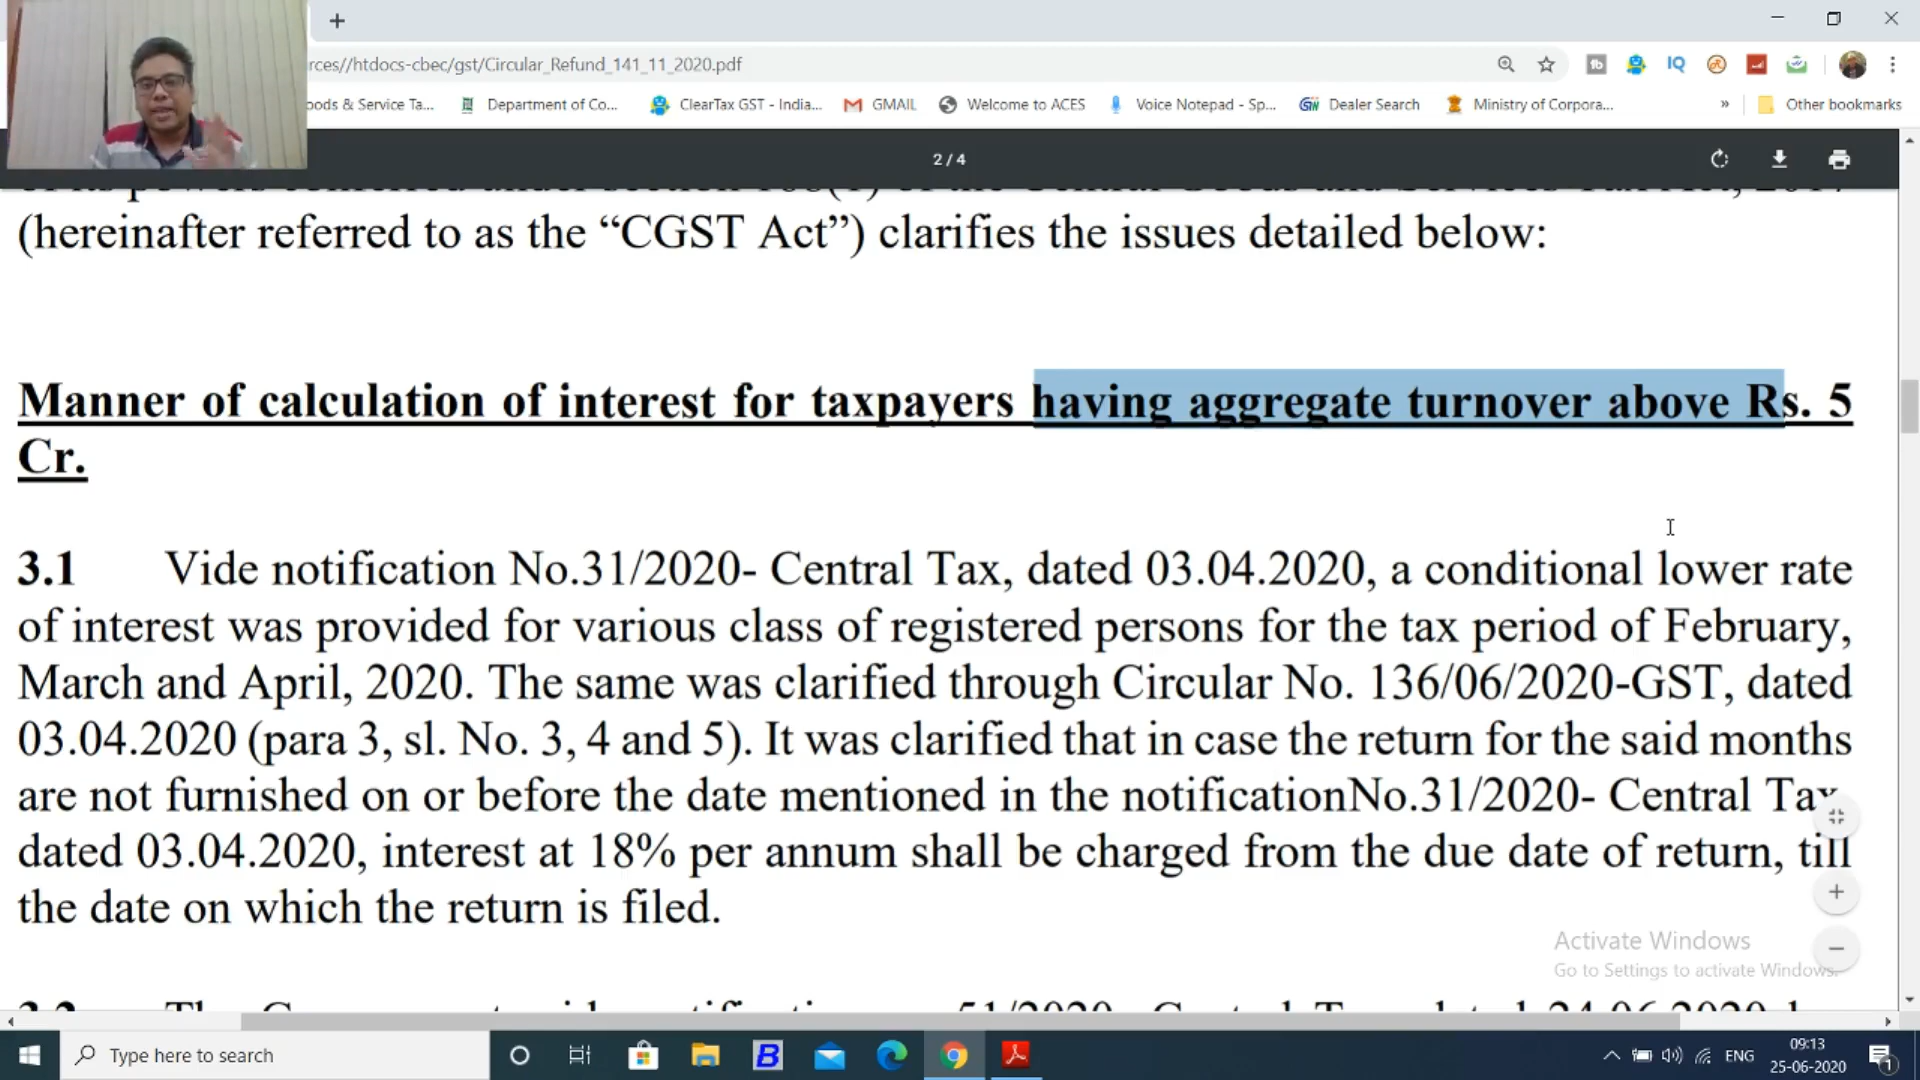 rces//htdocs-cbec/gst/Circular_Refund_141_11_2020.pdf
IQ
oods & Service Ta...
Department of Co...
ClearTax GST - India...
GMAIL
Welcome to ACES
Voice Notepad - Sp...
Dealer Search
Ministry of Corpora...
»
Other bookmarks
2 / 4
(hereinafter referred to as the “CGST Act”) clarifies the issues detailed below:
Manner of calculation of interest for taxpayers having aggregate turnover above Rs. 5
Cr.
3.1 Vide notification No.31/2020- Central Tax, dated 03.04.2020, a conditional lower rate
of interest was provided for various class of registered persons for the tax period of February,
March and April, 2020. The same was clarified through Circular No. 136/06/2020-GST, dated
03.04.2020 (para 3, sl. No. 3, 4 and 5). It was clarified that in case the return for the said months
are not furnished on or before the date mentioned in the notificationNo.31/2020- Central Tax
dated 03.04.2020, interest at 18% per annum shall be charged from the due date of return, till
the date on which the return is filed.
Activate Windows
Go to Settings to activate Windows.
Type here to search
ENG
09:13
25-06-2020